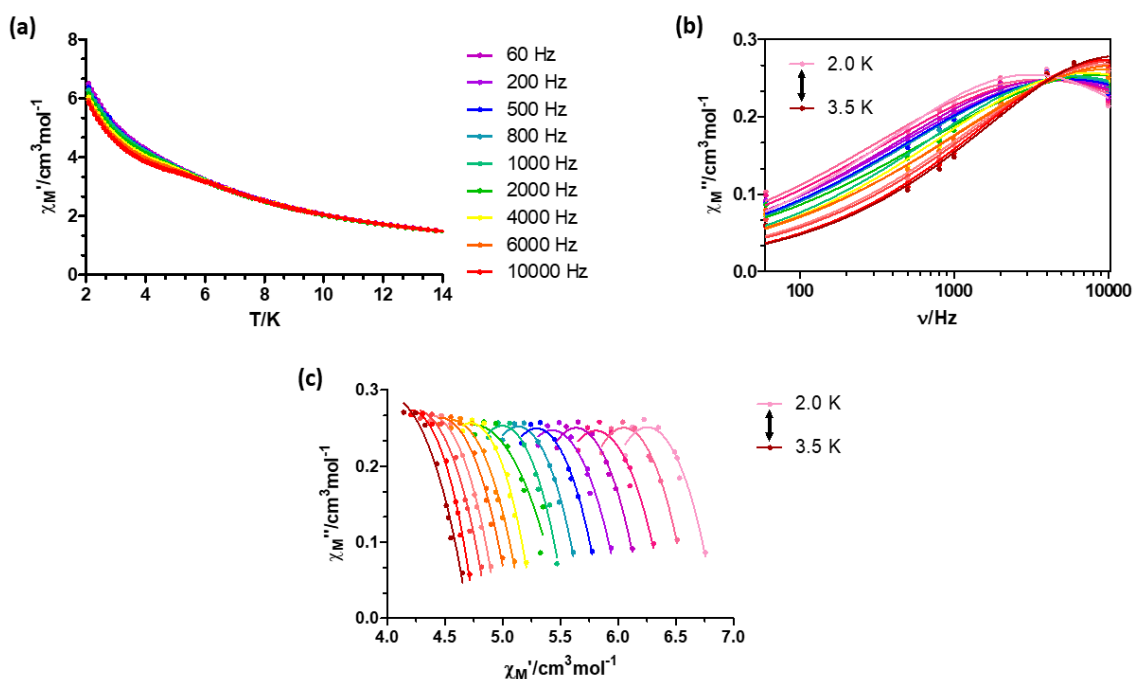 (a)
χM'/cm³mol⁻¹
8
6
4
2
0
2
4
6
8
10
12
14
T/K
60 Hz
200 Hz
500 Hz
800 Hz
1000 Hz
2000 Hz
4000 Hz
6000 Hz
10000 Hz
(b)
χM''/cm³mol⁻¹
0.3
0.2
0.1
0.0
100
1000
10000
ν/Hz
2.0 K
3.5 K
(c)
χM''/cm³mol⁻¹
0.3
0.2
0.1
0.0
4.0
4.5
5.0
5.5
6.0
6.5
7.0
χM'/cm³mol⁻¹
2.0 K
3.5 K